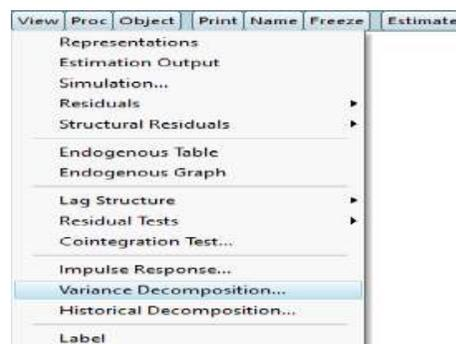 View Proc Object Print Name Freeze Estimate
Representations
Estimation Output
Simulation...
Residuals
Structural Residuals
Endogenous Table
Endogenous Graph
Lag Structure
Residual Tests
Cointegration Test...
Impulse Response...
Variance Decomposition...
Historical Decomposition...
Label